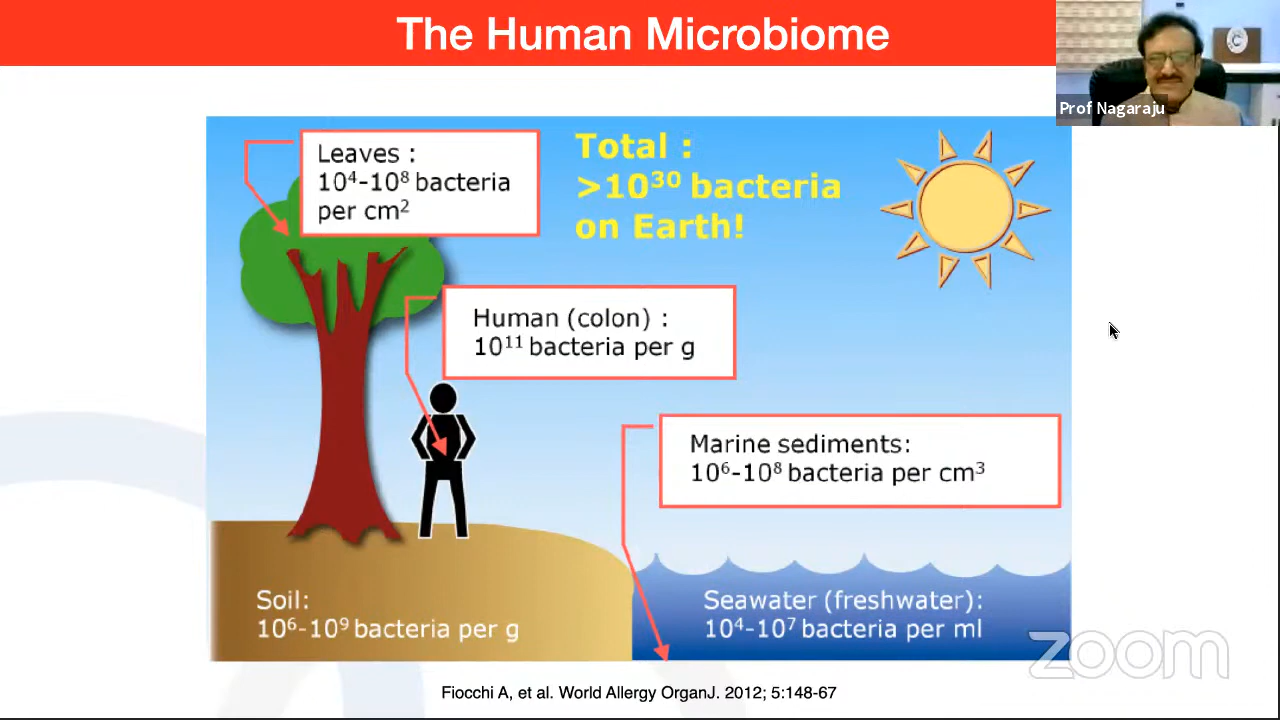 The Human Microbiome
Prof Nagaraju
Leaves :
10⁴-10⁸ bacteria
per cm²
Total :
>10³⁰ bacteria
on Earth!
Human (colon) :
10¹¹ bacteria per g
Marine sediments:
10⁶-10⁸ bacteria per cm³
Soil:
10⁶-10⁹ bacteria per g
Seawater (freshwater):
10⁴-10⁷ bacteria per ml
zoom
Fiocchi A, et al. World Allergy OrganJ. 2012; 5:148-67